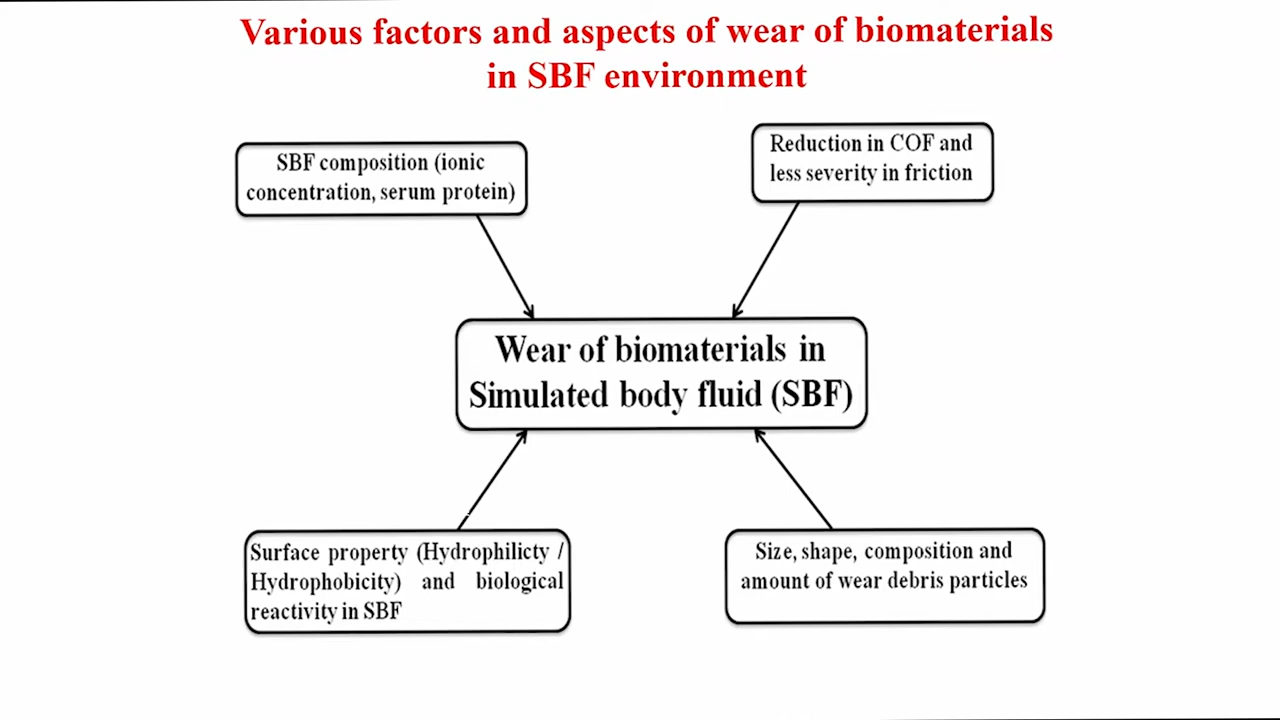 Various factors and aspects of wear of biomaterials
in SBF environment
SBF composition (ionic
concentration, serum protein)
Reduction in COF and
less severity in friction
Wear of biomaterials in
Simulated body fluid (SBF)
Surface property (Hydrophilicty /
Hydrophobicity) and biological
reactivity in SBF
Size, shape, composition and
amount of wear debris particles